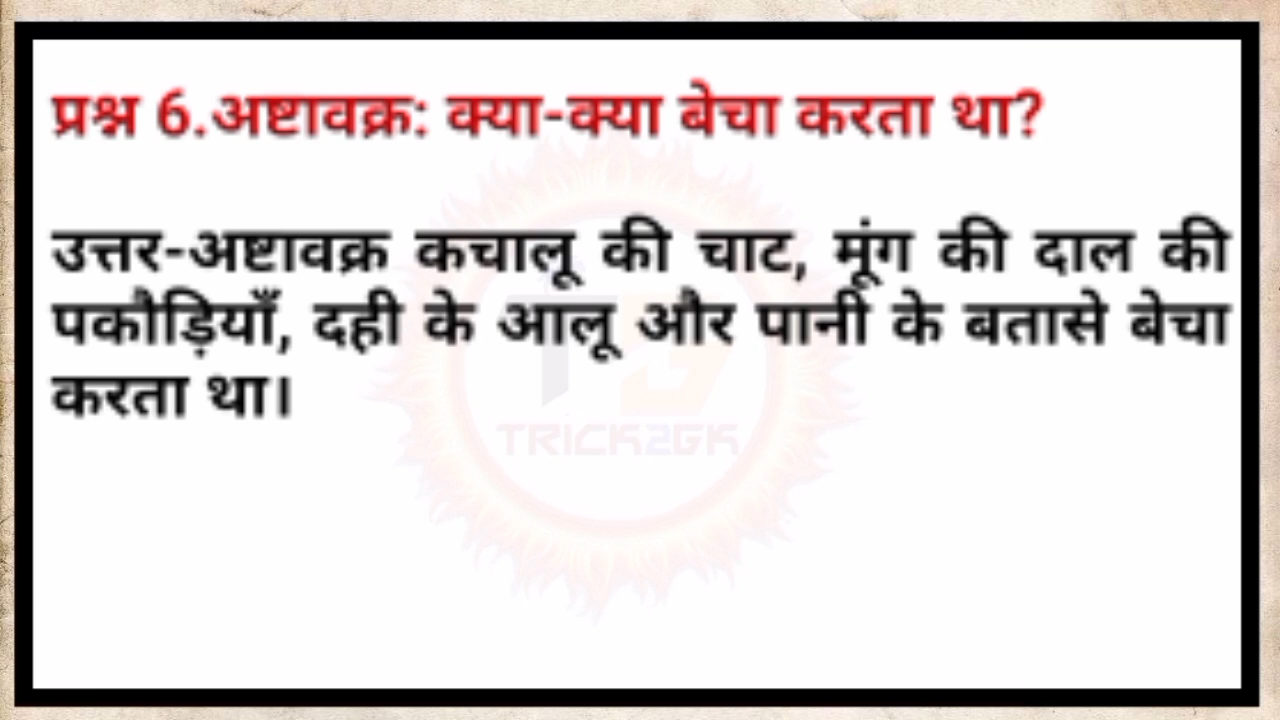 प्रश्न 6.अष्टावक्र: क्या-क्या बेचा करता था?
उत्तर-अष्टावक्र कचालू की चाट, मूंग की दाल की
पकौड़ियाँ, दही के आलू और पानी के बतासे बेचा
करता था।
TRICK2GK